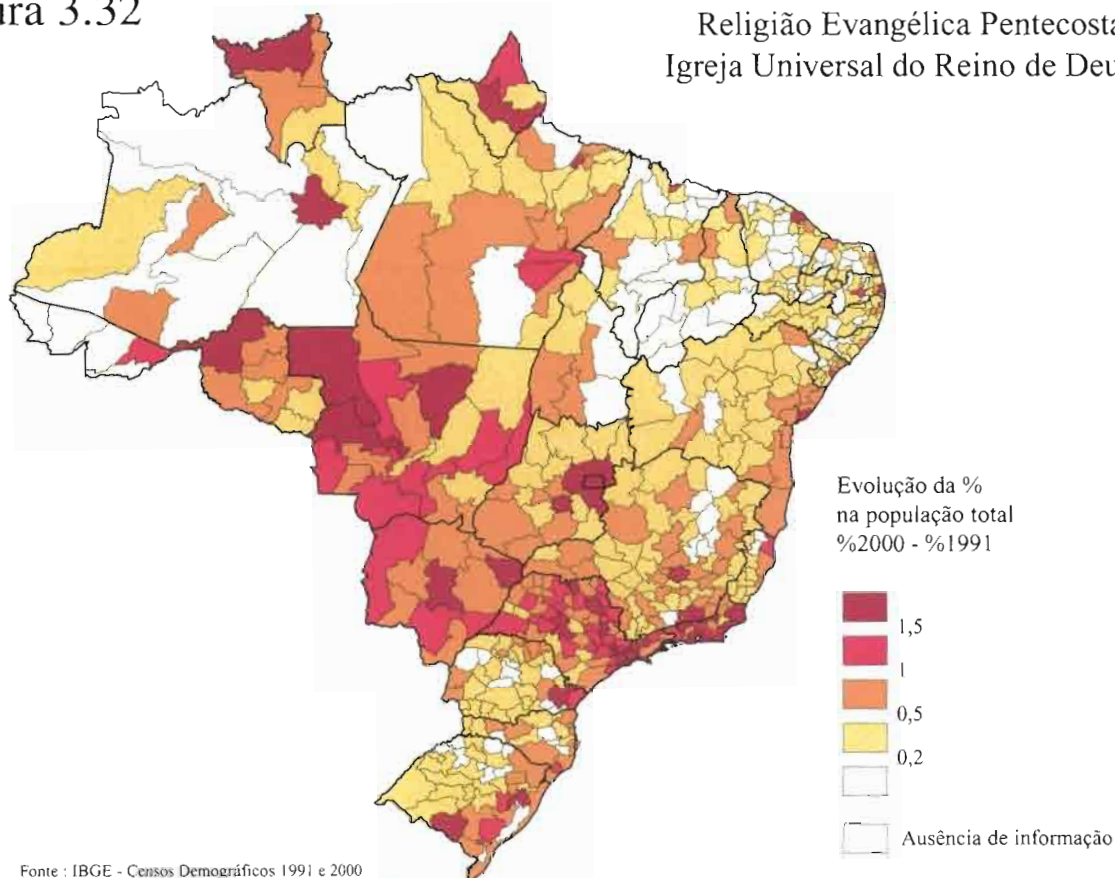 ura 3.32
Religião Evangélica Pentecosta
Igreja Universal do Reino de Deu
Evolução da %
na população total
%2000 - %1991
1,5
1
0,5
0,2
Ausência de informação
Fonte : IBGE - Censos Demográficos 1991 e 2000